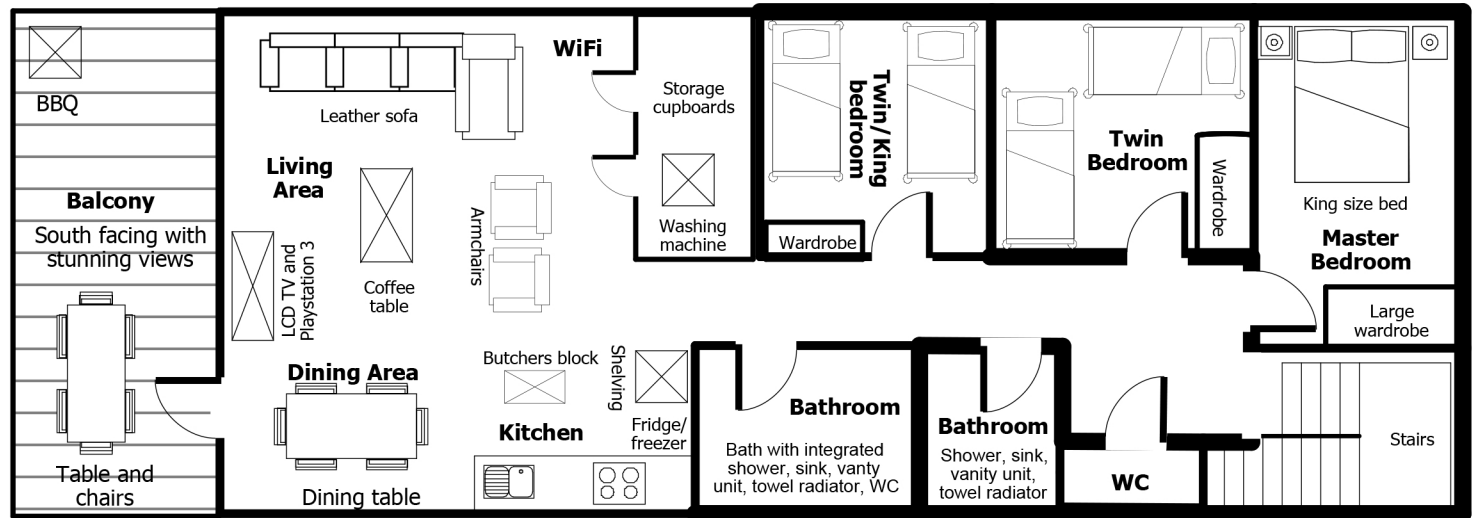 BBQ
Balcony
South facing with
stunning views
Table and
chairs
WiFi
Leather sofa
Living
Area
LCD TV and
Playstation 3
Coffee
table
Armchairs
Dining Area
Dining table
Butchers block
Shelving
Fridge/
freezer
Kitchen
Storage
cupboards
Washing
machine
Twin/King
bedroom
Wardrobe
Twin
Bedroom
Wardrobe
King size bed
Master
Bedroom
Large
wardrobe
Bathroom
Bath with integrated
shower, sink, vanty
unit, towel radiator, WC
Bathroom
Shower, sink,
vanity unit,
towel radiator
WC
Stairs